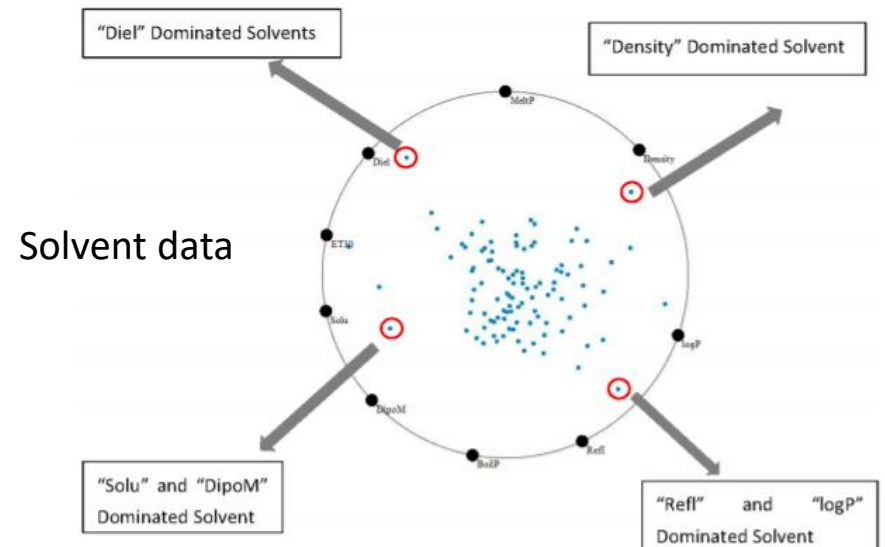 “Diel” Dominated Solvents
“Density” Dominated Solvent
MeltP
Density
Diel
ET30
Solvent data
Solu
logP
DipoM
Refl
BoilP
“Solu” and “DipoM”
Dominated Solvent
“Refl” and “logP”
Dominated Solvent